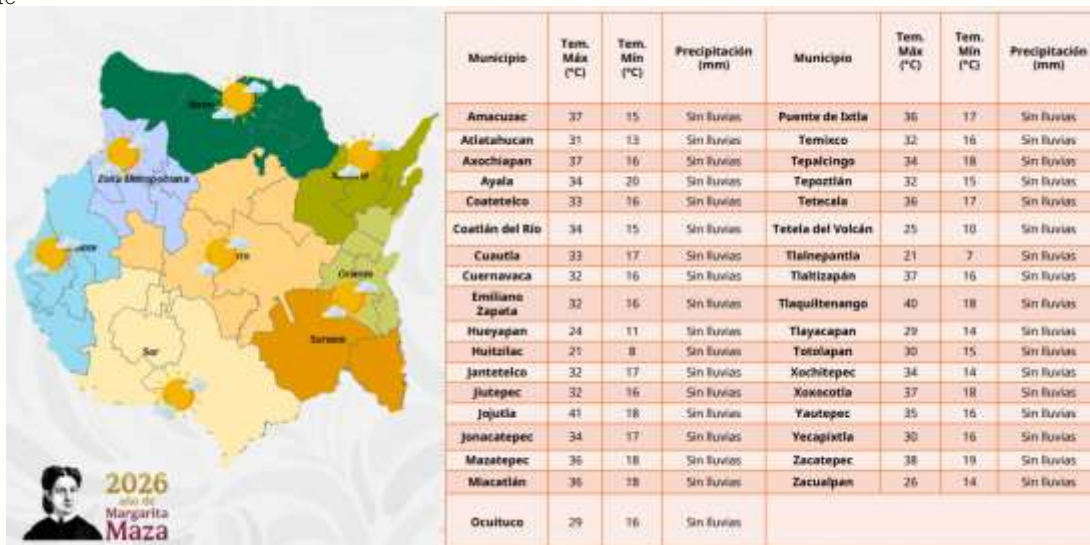 Municipio Tem. Máx (°C) Tem. Mín (°C) Precipitación (mm) Municipio Tem. Máx (°C) Tem. Mín (°C) Precipitación (mm)
Amacuzac 37 15 Sin lluvias Puente de Ixtla 36 17 Sin lluvias
Atlatahucan 31 13 Sin lluvias Temixco 32 16 Sin lluvias
Axochiapan 37 16 Sin lluvias Tepalcingo 34 18 Sin lluvias
Ayala 34 20 Sin lluvias Tepoztlán 32 15 Sin lluvias
Coatetelco 33 16 Sin lluvias Tetecala 36 17 Sin lluvias
Coatlán del Río 34 15 Sin lluvias Tetela del Volcán 25 10 Sin lluvias
Cuautla 33 17 Sin lluvias Tlalnepantla 21 7 Sin lluvias
Cuernavaca 32 16 Sin lluvias Tlaltizapán 37 16 Sin lluvias
Emiliano Zapata 32 16 Sin lluvias Tlaquiltenango 40 18 Sin lluvias
Hueyapan 24 11 Sin lluvias Tlayacapan 29 14 Sin lluvias
Huitzilac 21 8 Sin lluvias Totolapan 30 15 Sin lluvias
Jantetelco 32 17 Sin lluvias Xochitepec 34 14 Sin lluvias
Jiutepec 32 16 Sin lluvias Xoxocotla 37 18 Sin lluvias
Jojutla 41 18 Sin lluvias Yautepec 35 16 Sin lluvias
Jonacatepec 34 17 Sin lluvias Yecapixtla 30 16 Sin lluvias
Mazatepec 36 18 Sin lluvias Zacatepec 38 19 Sin lluvias
Miacatlán 36 18 Sin lluvias Zacualpan 26 14 Sin lluvias
Ocuituco 29 16 Sin lluvias
Zona Metropolitana
Oriente
Sureste
Sur
2026
año de
Margarita
Maza